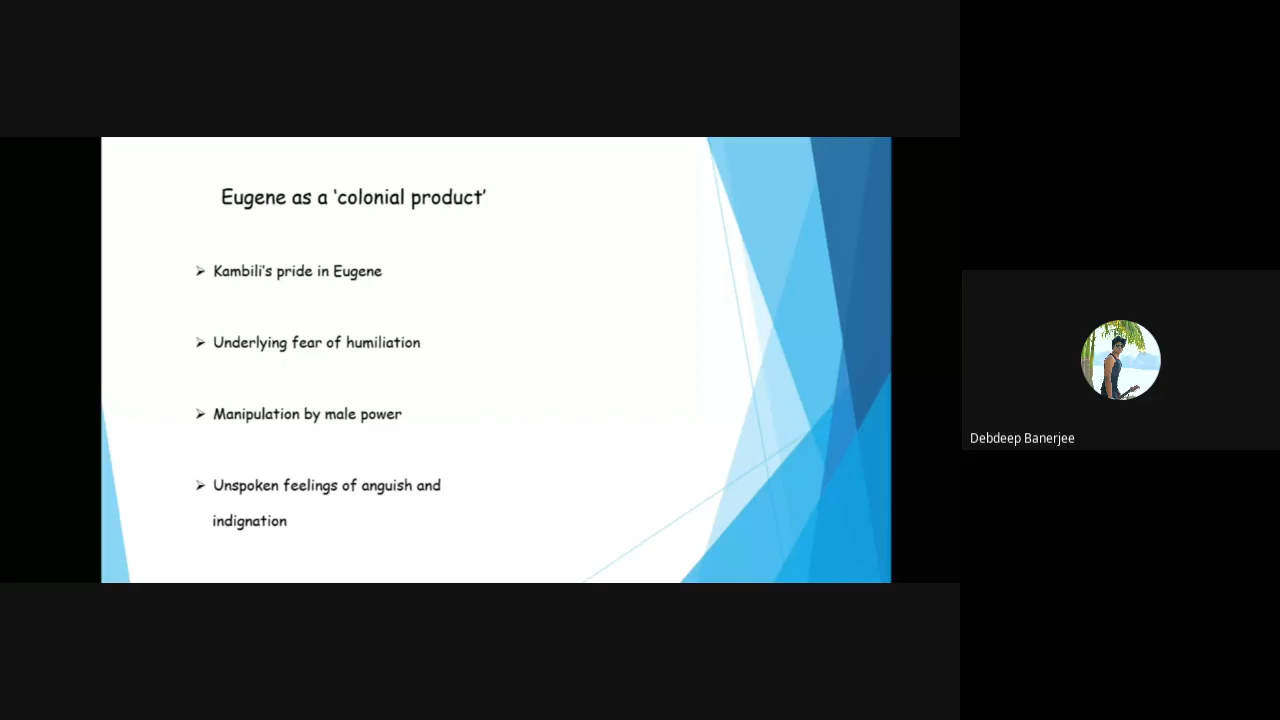 Eugene as a ‘colonial product’
➢ Kambili’s pride in Eugene
➢ Underlying fear of humiliation
➢ Manipulation by male power
➢ Unspoken feelings of anguish and
indignation
Debdeep Banerjee